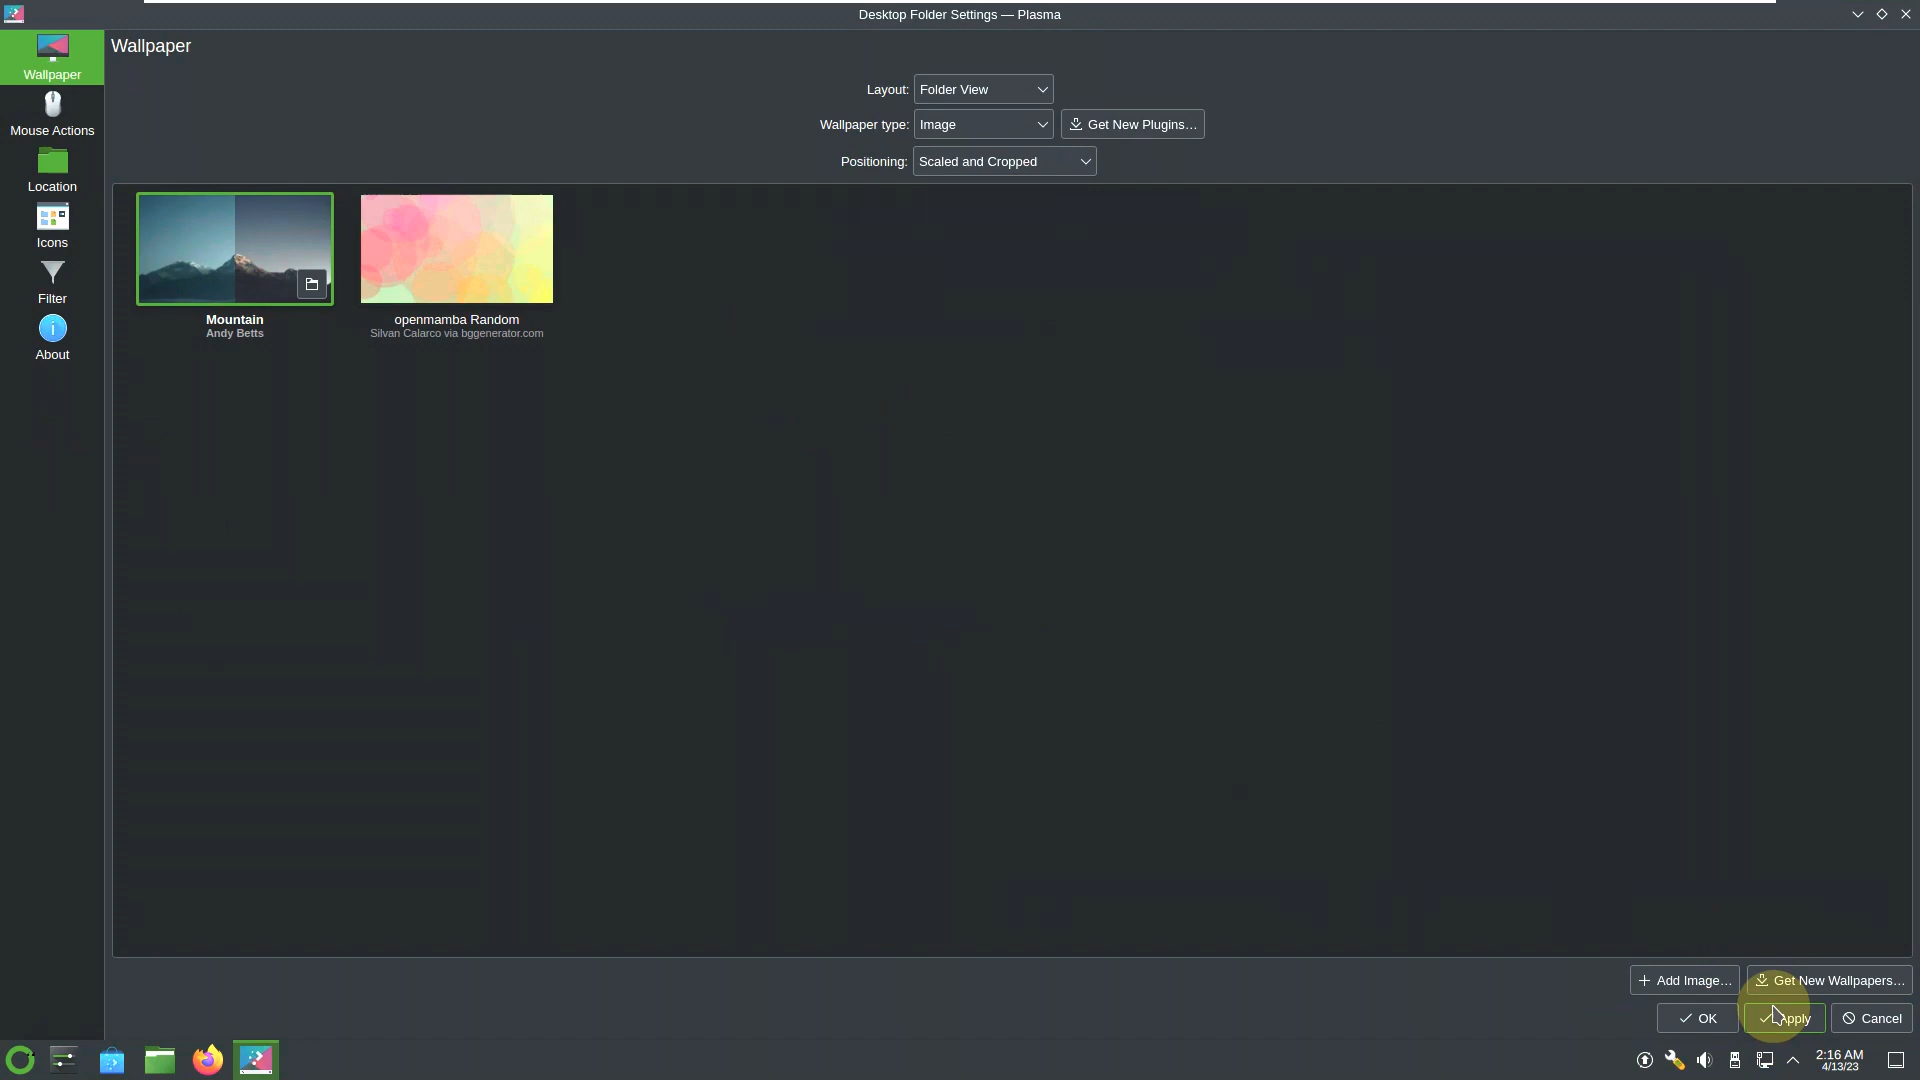 Desktop Folder Settings — Plasma
Wallpaper
Wallpaper
Mouse Actions
Location
Icons
Filter
About
Layout: Folder View
Wallpaper type: Image Get New Plugins...
Positioning: Scaled and Cropped
Mountain
Andy Betts
openmamba Random
Silvan Calarco via bggenerator.com
Add Image... Get New Wallpapers...
OK Apply Cancel
2:16 AM
4/13/23